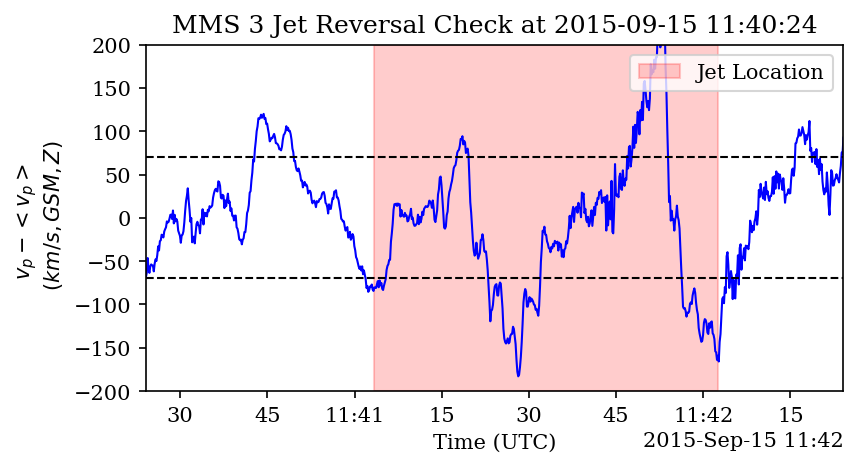 MMS 3 Jet Reversal Check at 2015-09-15 11:40:24
Jet Location
200
150
100
50
0
−50
−100
−150
−200
v_p − <v_p>
(km/s, GSM, Z)
30
45
11:41
15
30
45
11:42
15
Time (UTC)
2015-Sep-15 11:42